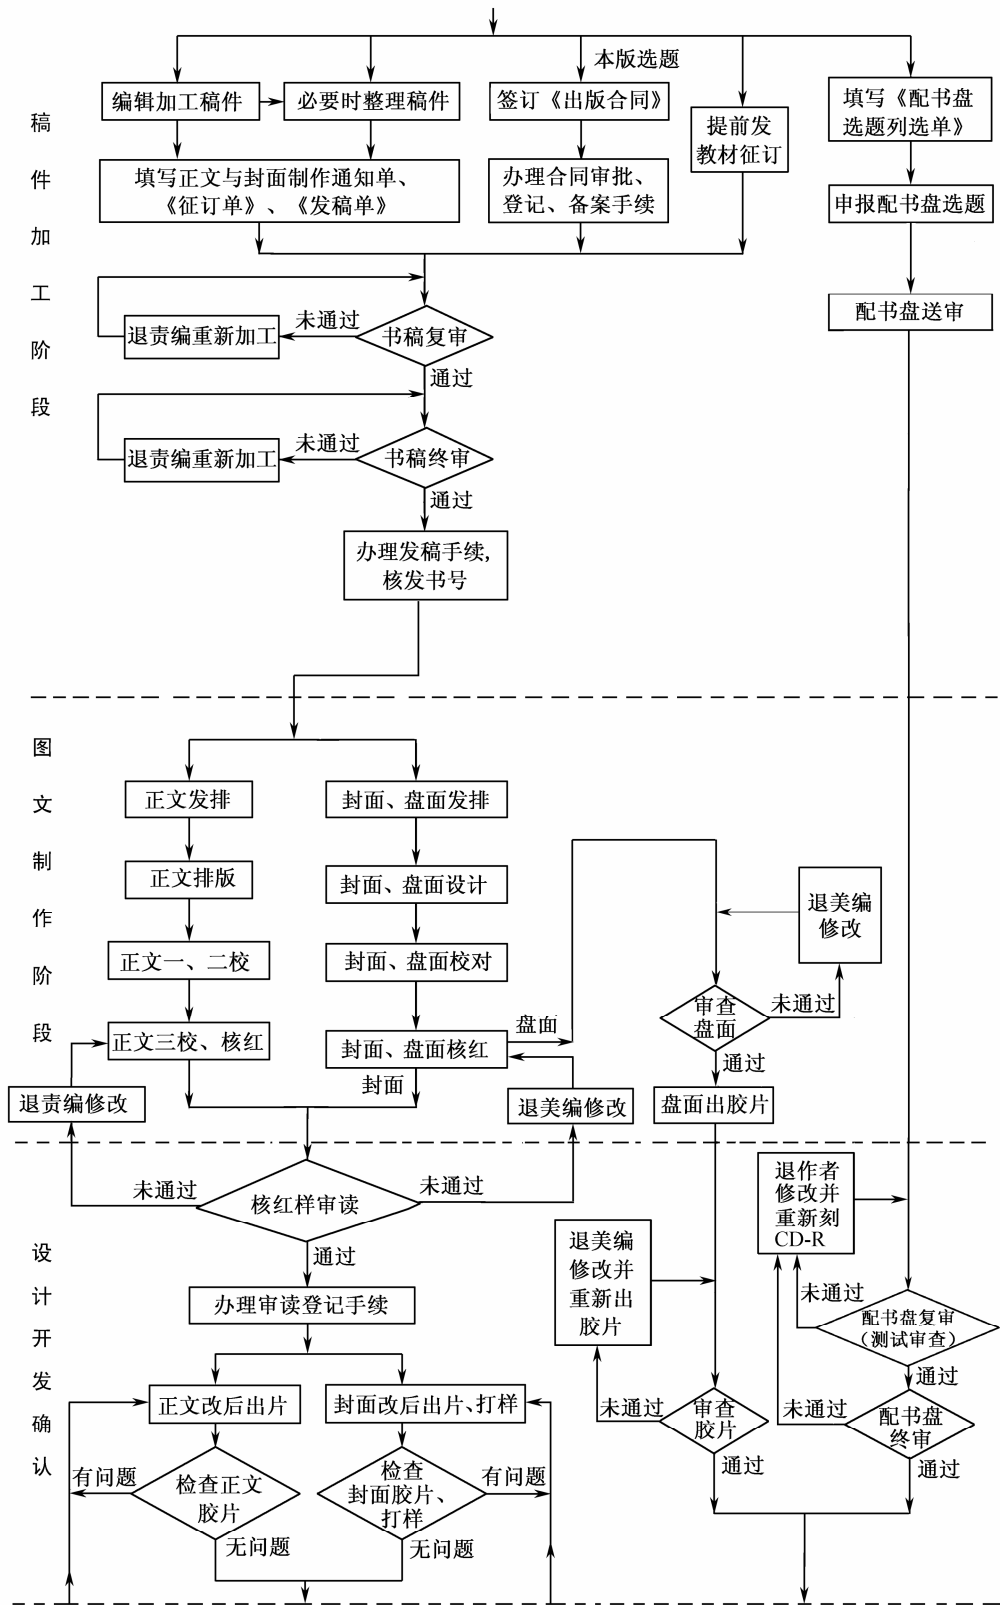 本版选题
编辑加工稿件
必要时整理稿件
签订《出版合同》
提前发
教材征订
填写《配书盘
选题列选单》
填写正文与封面制作通知单、
《征订单》、《发稿单》
办理合同审批、
登记、备案手续
申报配书盘选题
配书盘送审
稿件加工阶段
退责编重新加工
未通过
书稿复审
通过
退责编重新加工
未通过
书稿终审
通过
办理发稿手续,
核发书号
图文制作阶段
正文发排
封面、盘面发排
正文排版
封面、盘面设计
正文一、二校
封面、盘面校对
正文三校、核红
封面、盘面核红
盘面
封面
退责编修改
退美编修改
退美编
修改
审查
盘面
未通过
通过
盘面出胶片
设计开发确认
未通过
核红样审读
未通过
通过
办理审读登记手续
正文改后出片
封面改后出片、打样
有问题
检查正文
胶片
无问题
检查
封面胶片、
打样
有问题
无问题
退美编
修改并
重新出
胶片
未通过
审查
胶片
通过
退作者
修改并
重新刻
CD-R
未通过
配书盘复审
(测试审查)
通过
未通过
配书盘
终审
通过